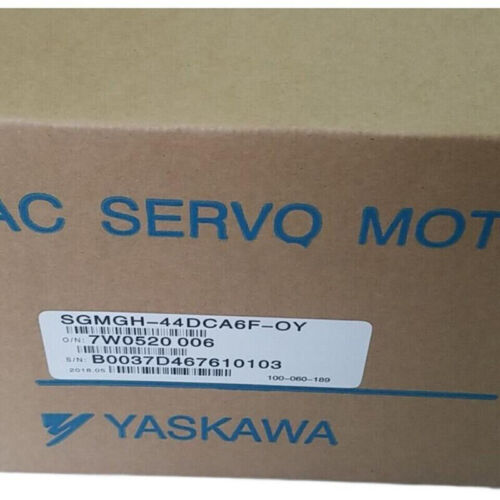 AC SERVO MOT
SGMGH-44DCA6F-OY
O/N: 7W0520 006
S/N: B0037D467610103
2018.05
100-060-189
YASKAWA